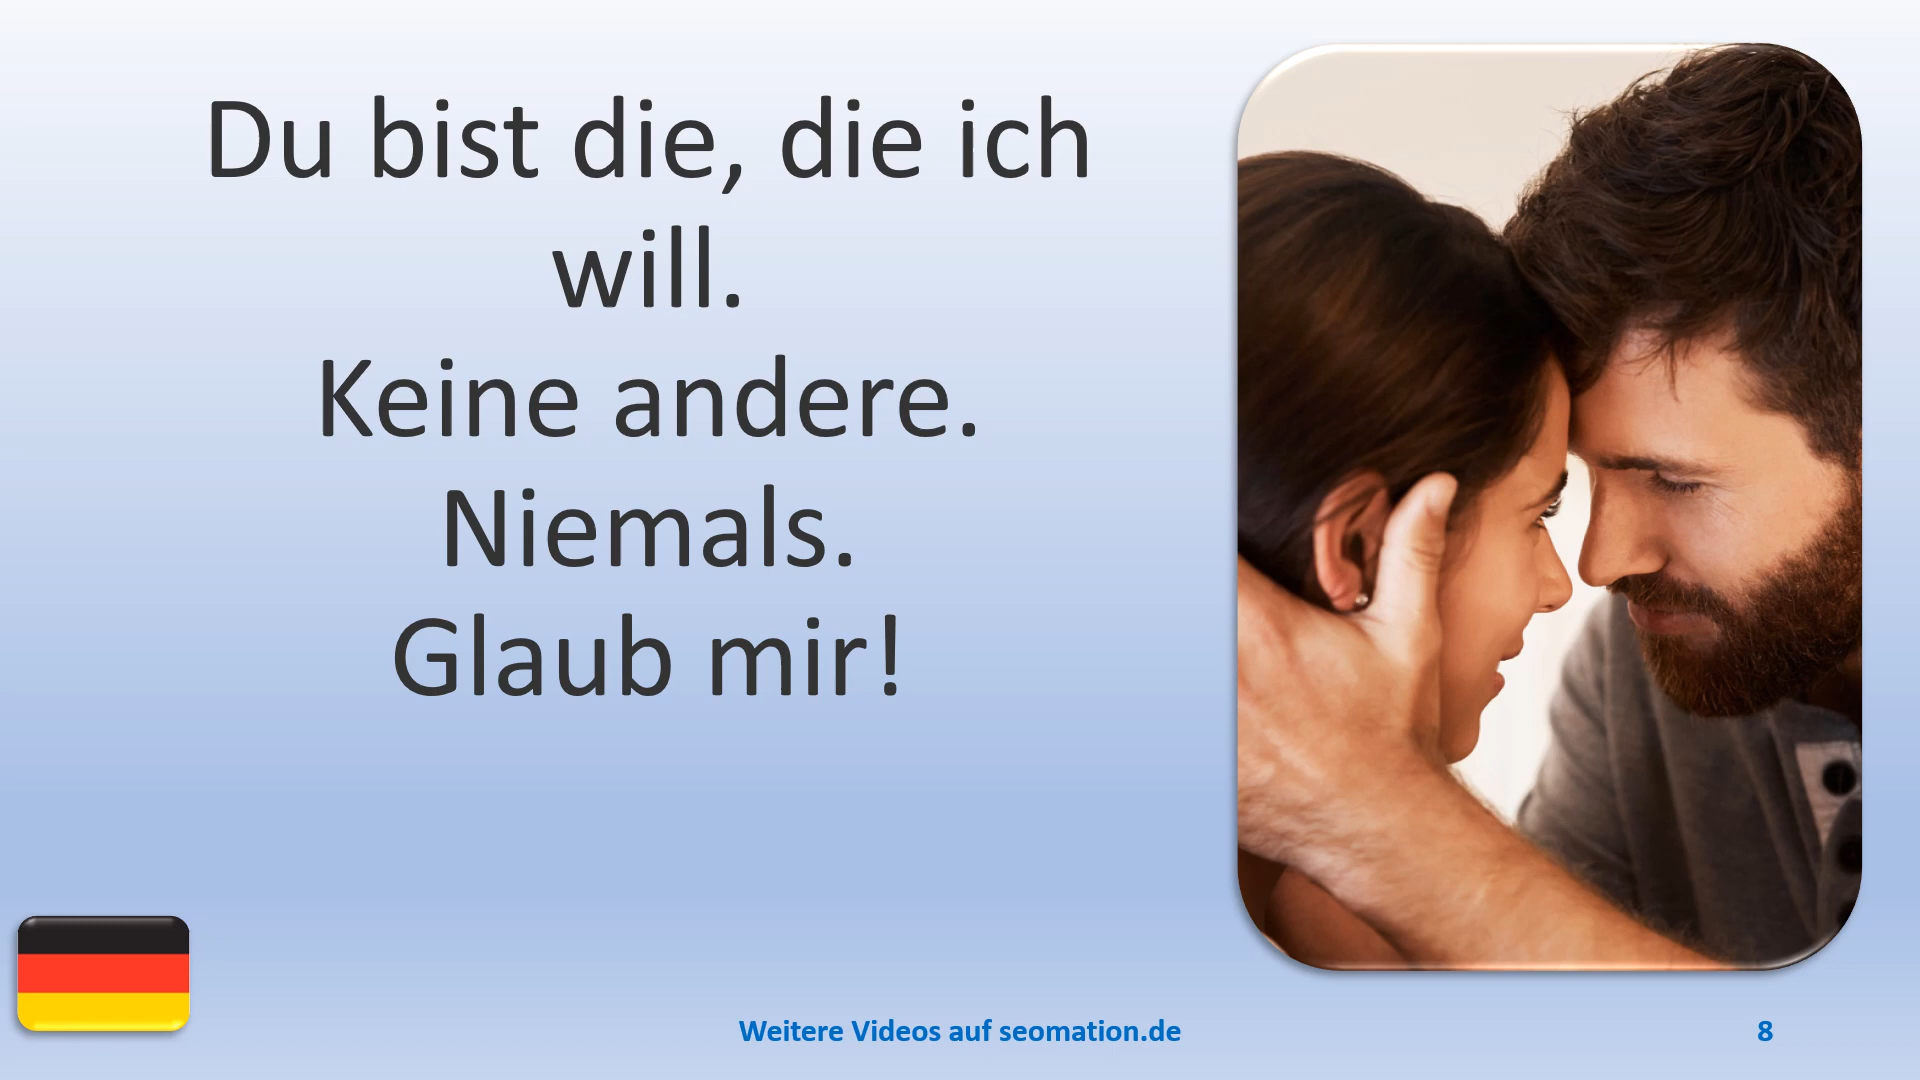 Du bist die, die ich
will.
Keine andere.
Niemals.
Glaub mir!
Weitere Videos auf seomation.de
8